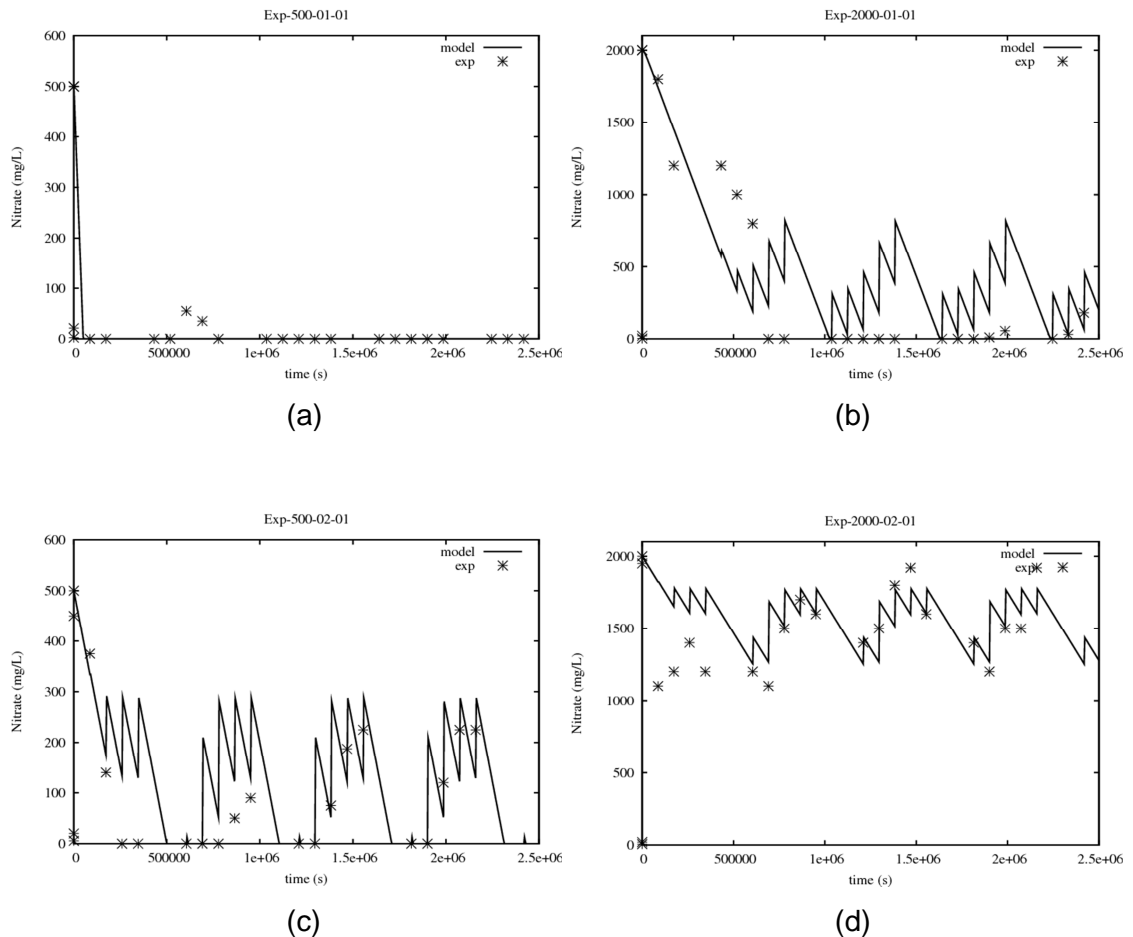 Exp-500-01-01
600
500
400
300
200
100
0
Nitrate (mg/L)
model
exp
0 500000 1e+06 1.5e+06 2e+06 2.5e+06
time (s)
(a)
Exp-2000-01-01
2000
1500
1000
500
0
Nitrate (mg/L)
model
exp
0 500000 1e+06 1.5e+06 2e+06 2.5e+06
time (s)
(b)
Exp-500-02-01
600
500
400
300
200
100
0
Nitrate (mg/L)
model
exp
0 500000 1e+06 1.5e+06 2e+06 2.5e+06
time (s)
(c)
Exp-2000-02-01
2000
1500
1000
500
0
Nitrate (mg/L)
model
exp
0 500000 1e+06 1.5e+06 2e+06 2.5e+06
time (s)
(d)